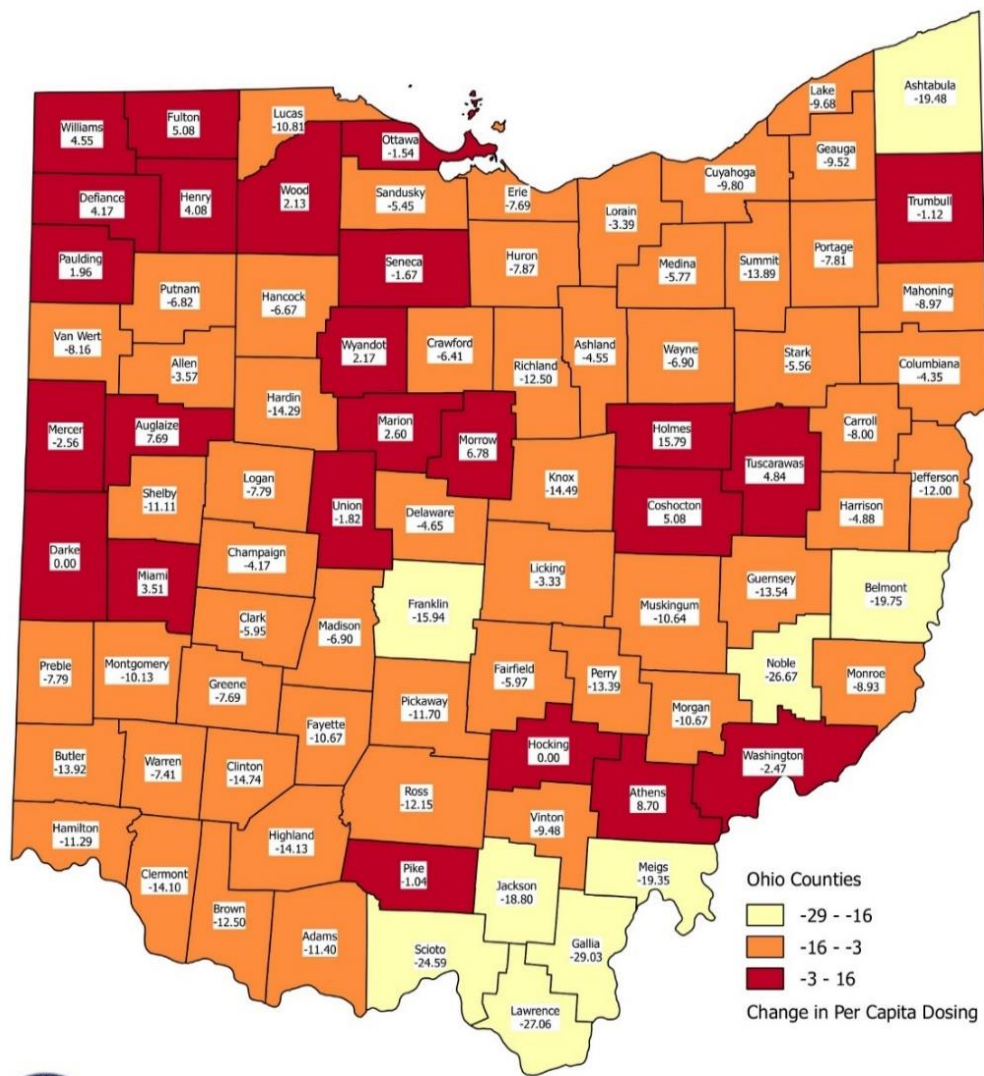 Ashtabula
-19.48
Lake
-9.68
Williams
4.55
Fulton
5.08
Lucas
-10.81
Ottawa
-1.54
Geauga
-9.52
Cuyahoga
-9.80
Defiance
4.17
Henry
4.08
Wood
2.13
Sandusky
-5.45
Erie
-7.69
Lorain
-3.39
Trumbull
-1.12
Paulding
1.96
Seneca
-1.67
Huron
-7.87
Medina
-5.77
Summit
-13.89
Portage
-7.81
Putnam
-6.82
Hancock
-6.67
Mahoning
-8.97
Van Wert
-8.16
Allen
-3.57
Wyandot
2.17
Crawford
-6.41
Richland
-12.50
Ashland
-4.55
Wayne
-6.90
Stark
-5.56
Columbiana
-4.35
Hardin
-14.29
Mercer
-2.56
Auglaize
7.69
Marion
2.60
Morrow
6.78
Holmes
15.79
Tuscarawas
4.84
Carroll
-8.00
Jefferson
-12.00
Shelby
-11.11
Logan
-7.79
Union
-1.82
Delaware
-4.65
Knox
-14.49
Coshocton
5.08
Harrison
-4.88
Darke
0.00
Miami
3.51
Champaign
-4.17
Licking
-3.33
Guernsey
-13.54
Belmont
-19.75
Clark
-5.95
Madison
-6.90
Franklin
-15.94
Muskingum
-10.64
Preble
-7.79
Montgomery
-10.13
Greene
-7.69
Fairfield
-5.97
Perry
-13.39
Noble
-26.67
Monroe
-8.93
Fayette
-10.67
Pickaway
-11.70
Morgan
-10.67
Butler
-13.92
Warren
-7.41
Clinton
-14.74
Hocking
0.00
Washington
-2.47
Ross
-12.15
Athens
8.70
Hamilton
-11.29
Highland
-14.13
Vinton
-9.48
Clermont
-14.10
Pike
-1.04
Jackson
-18.80
Meigs
-19.35
Brown
-12.50
Adams
-11.40
Scioto
-24.59
Gallia
-29.03
Lawrence
-27.06
Ohio Counties
-29 - -16
-16 - -3
-3 - 16
Change in Per Capita Dosing